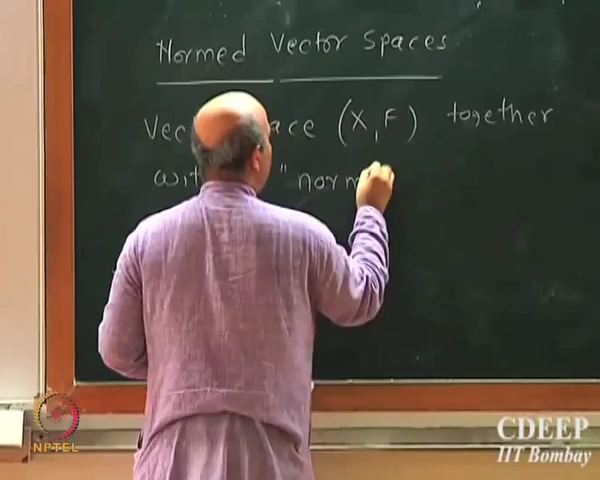 Normed Vector Spaces
Vec ace (X, F) together
wit "norm
NPTEL
CDEEP
IIT Bombay